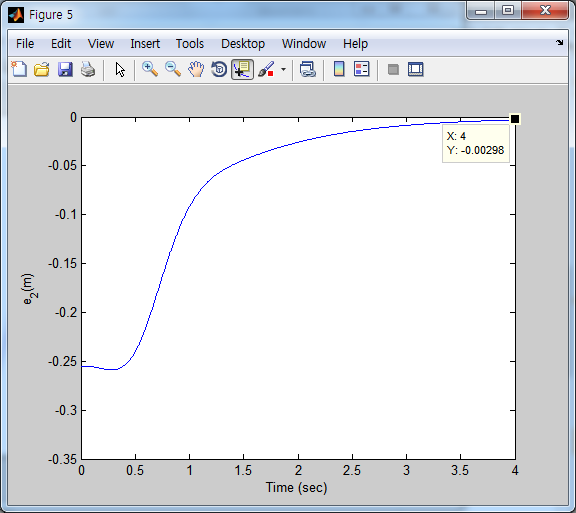 Figure 5
File Edit View Insert Tools Desktop Window Help
0
-0.05
-0.1
-0.15
-0.2
-0.25
-0.3
-0.35
e2(m)
X: 4
Y: -0.00298
0 0.5 1 1.5 2 2.5 3 3.5 4
Time (sec)